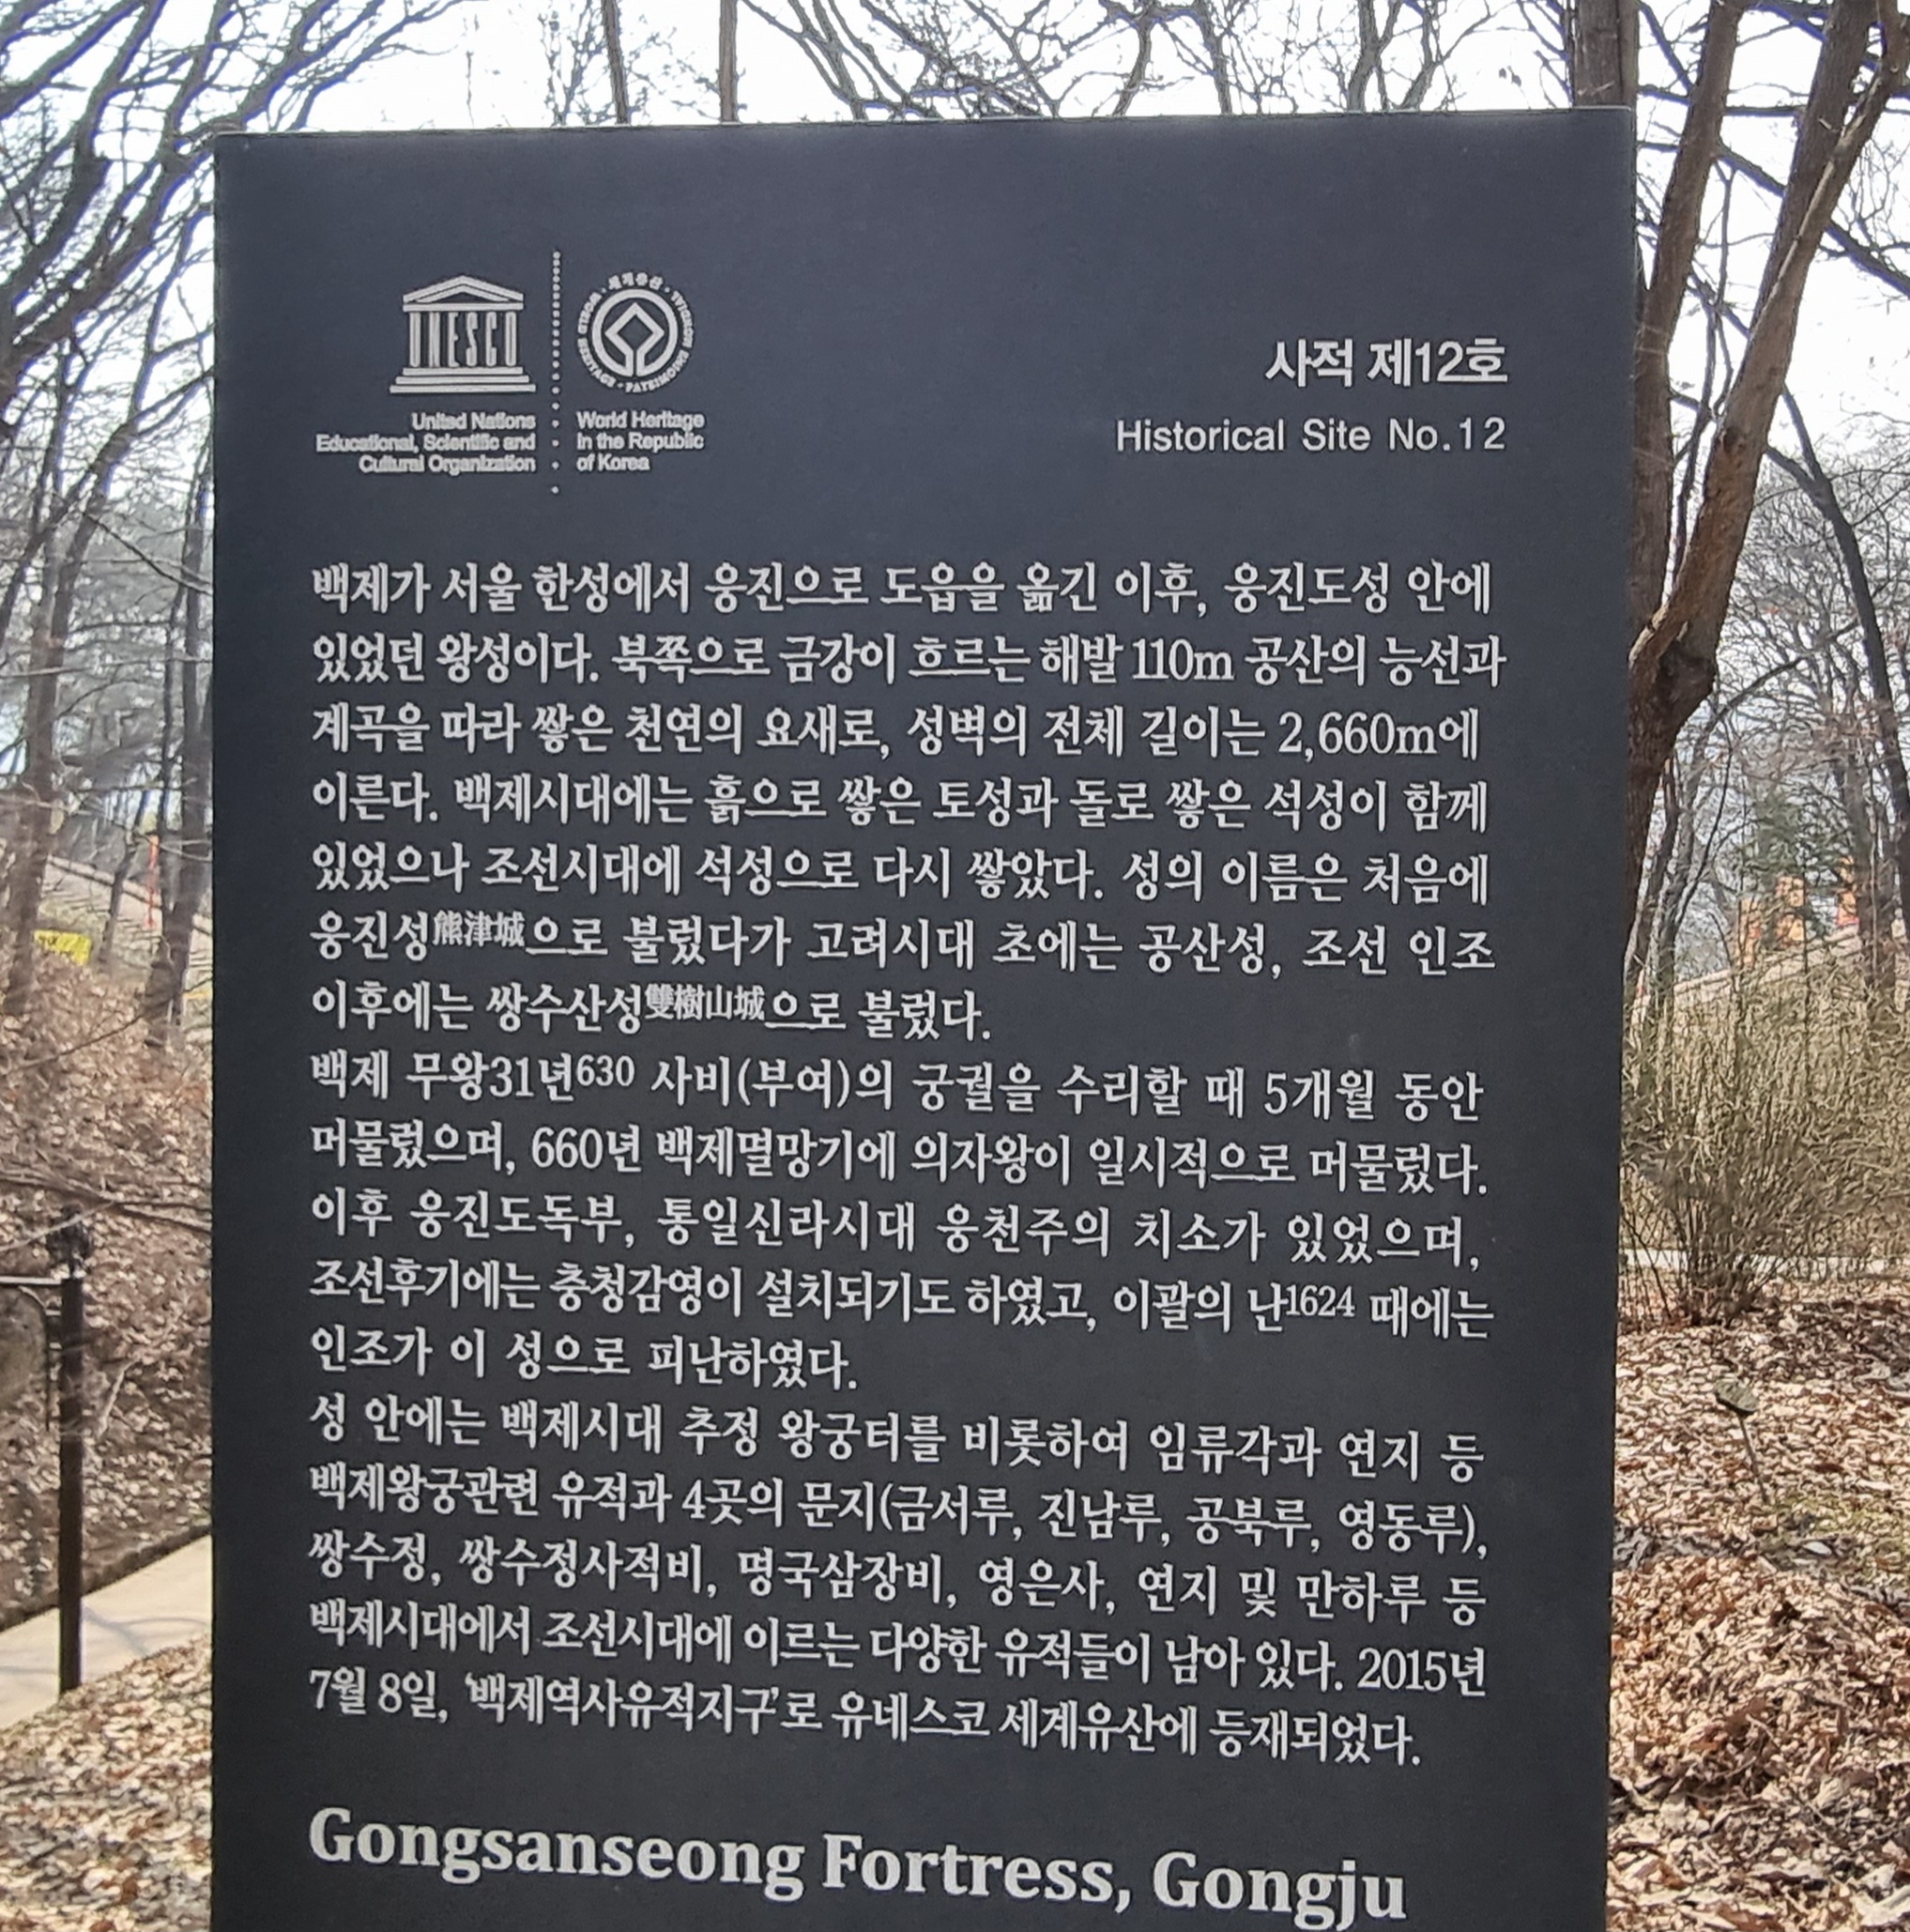 UNESCO
United Nations
Educational, Scientific and
Cultural Organization
세계유산 · WORLD HERITAGE · PATRIMOINE MONDIAL
World Heritage
in the Republic
of Korea
사적 제12호
Historical Site No.12
백제가 서울 한성에서 웅진으로 도읍을 옮긴 이후, 웅진도성 안에
있었던 왕성이다. 북쪽으로 금강이 흐르는 해발 110m 공산의 능선과
계곡을 따라 쌓은 천연의 요새로, 성벽의 전체 길이는 2,660m에
이른다. 백제시대에는 흙으로 쌓은 토성과 돌로 쌓은 석성이 함께
있었으나 조선시대에 석성으로 다시 쌓았다. 성의 이름은 처음에
웅진성熊津城으로 불렀다가 고려시대 초에는 공산성, 조선 인조
이후에는 쌍수산성雙樹山城으로 불렀다.
백제 무왕31년630 사비(부여)의 궁궐을 수리할 때 5개월 동안
머물렀으며, 660년 백제멸망기에 의자왕이 일시적으로 머물렀다.
이후 웅진도독부, 통일신라시대 웅천주의 치소가 있었으며,
조선후기에는 충청감영이 설치되기도 하였고, 이괄의 난1624 때에는
인조가 이 성으로 피난하였다.
성 안에는 백제시대 추정 왕궁터를 비롯하여 임류각과 연지 등
백제왕궁관련 유적과 4곳의 문지(금서루, 진남루, 공북루, 영동루),
쌍수정, 쌍수정사적비, 명국삼장비, 영은사, 연지 및 만하루 등
백제시대에서 조선시대에 이르는 다양한 유적들이 남아 있다. 2015년
7월 8일, '백제역사유적지구'로 유네스코 세계유산에 등재되었다.
Gongsanseong Fortress, Gongju